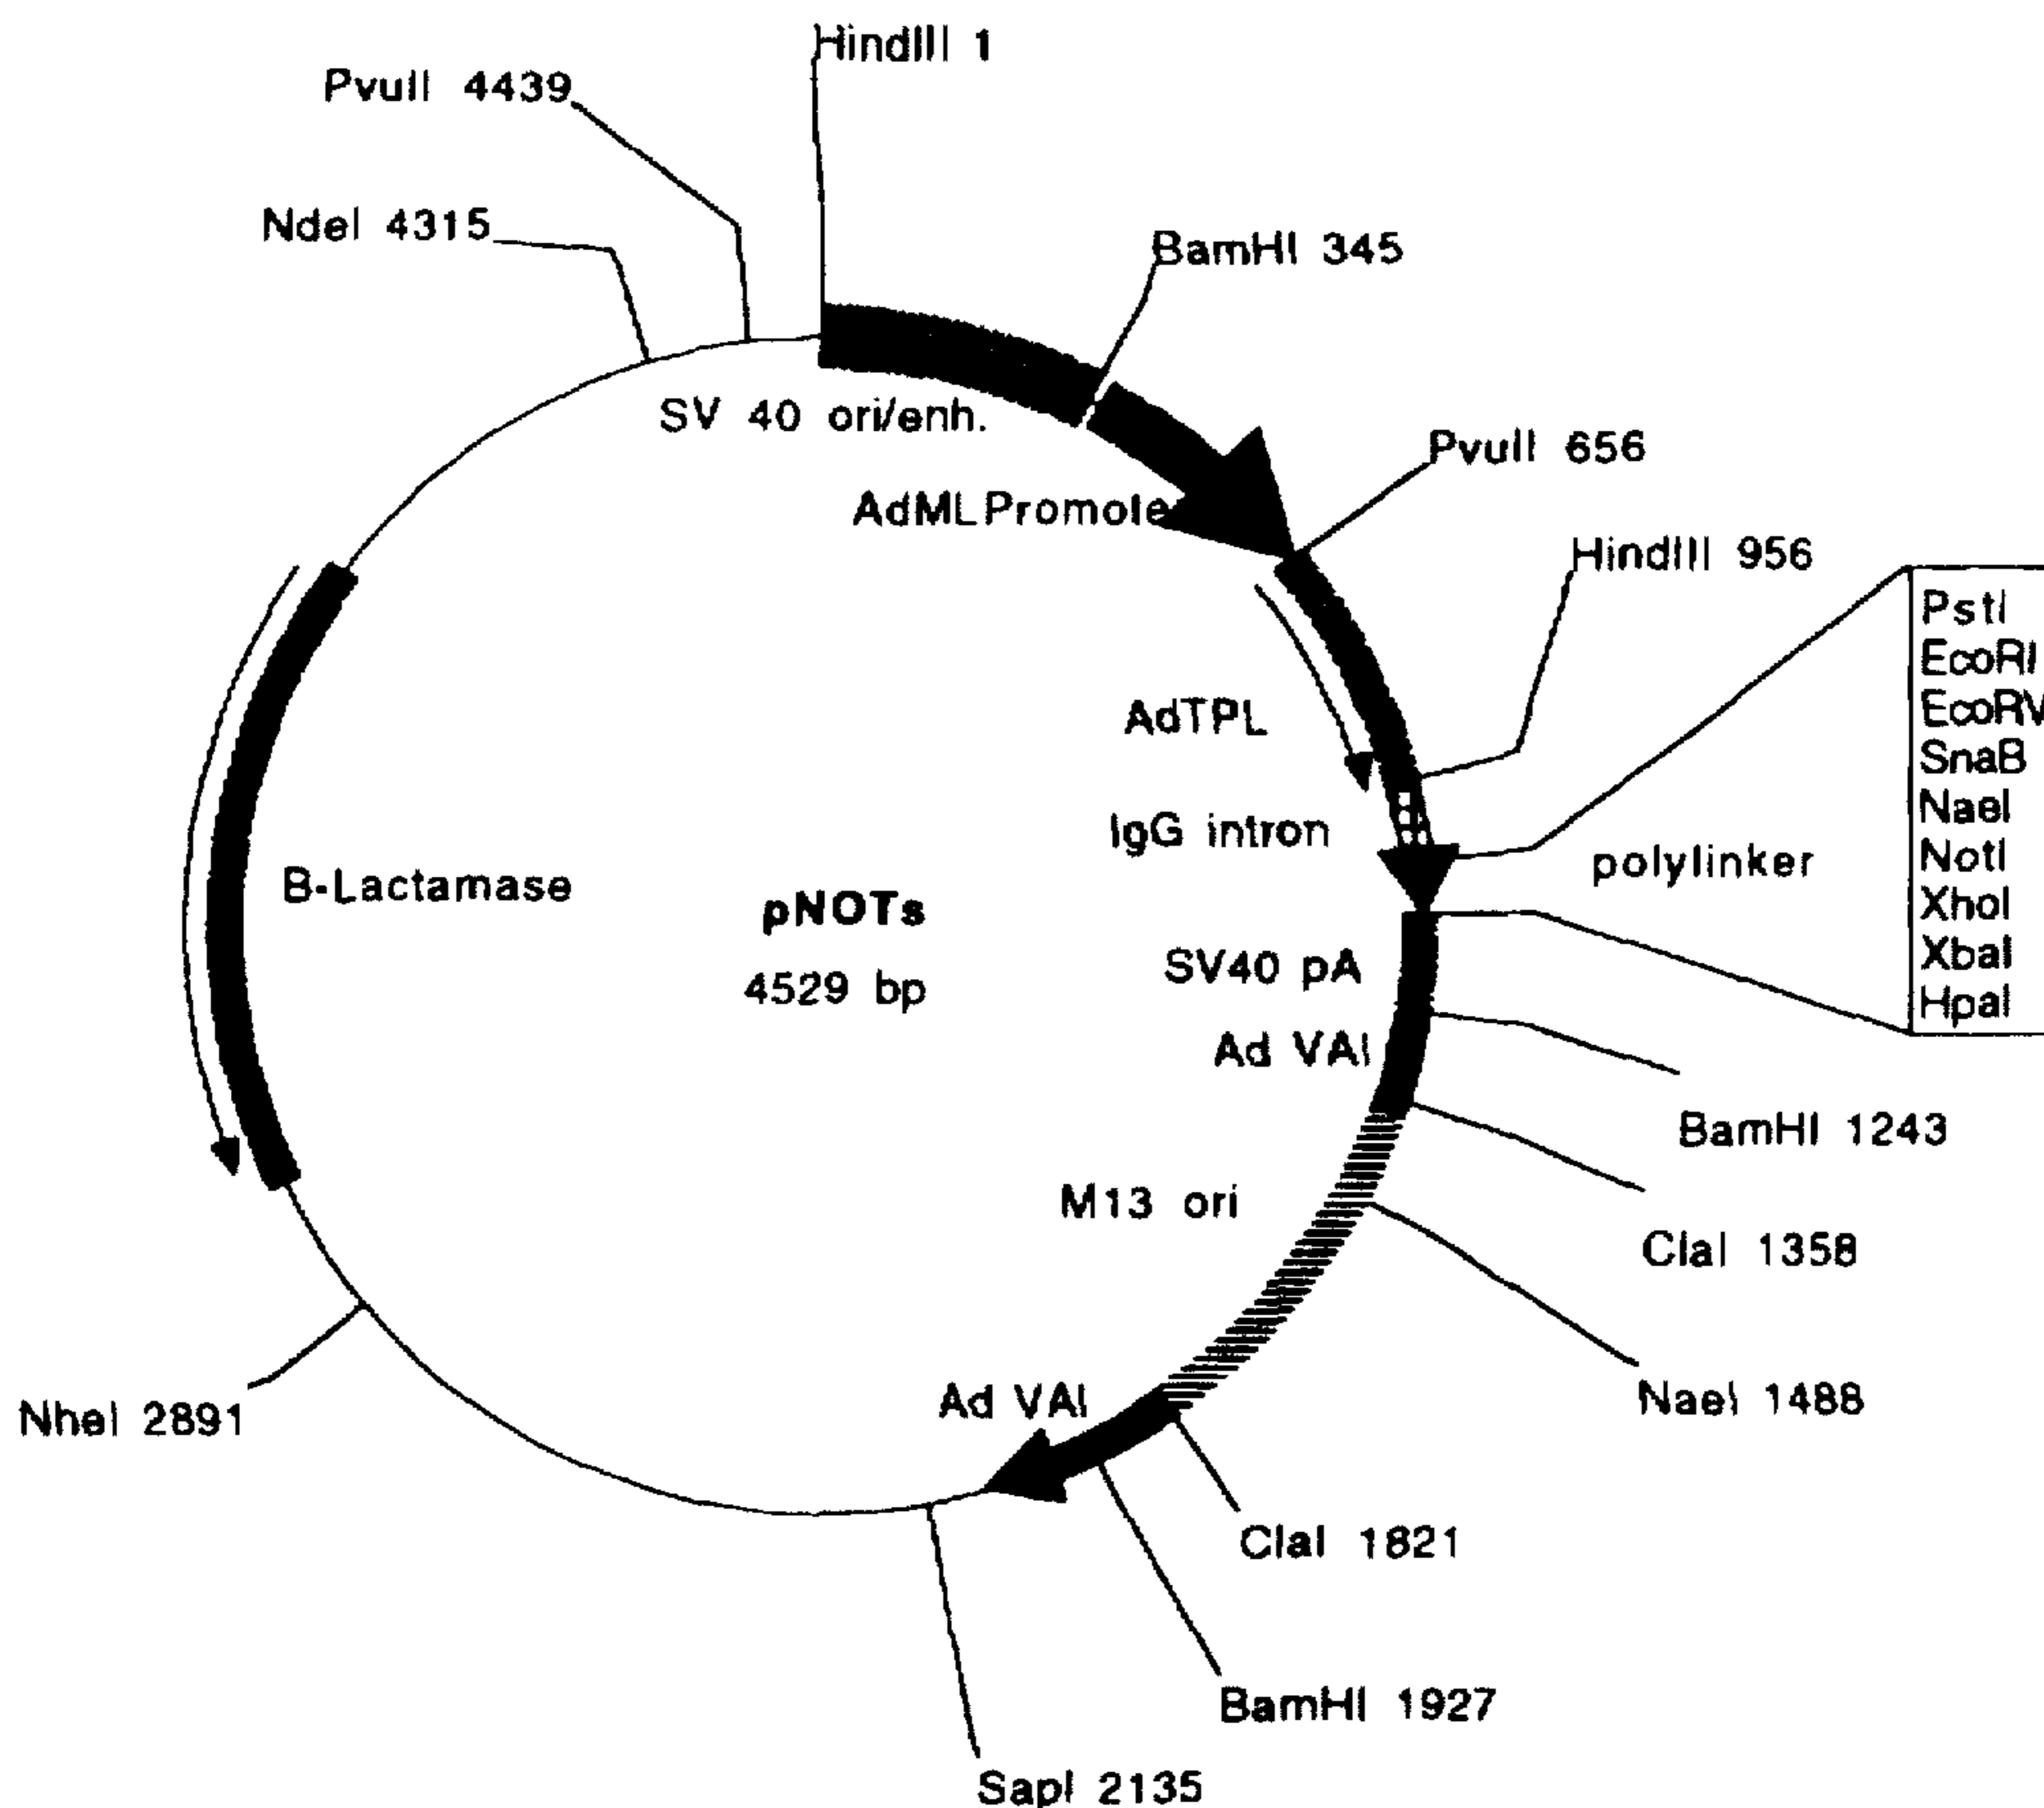 HindIII 1
PvuII 4439
NdeI 4315
BamHI 345
SV 40 ori/enh.
PvuII 656
AdMLPromote
HindIII 956
PstI
EcoRI
EcoRV
SnaB
NaeI
NotI
XhoI
XbaI
HpaI
AdTPL
IgG intron
polylinker
B-Lactamase
pNOTs
4529 bp
SV40 pA
Ad VAI
BamHI 1243
M13 ori
ClaI 1358
NaeI 1488
Ad VAI
NheI 2891
ClaI 1821
BamHI 1927
SapI 2135